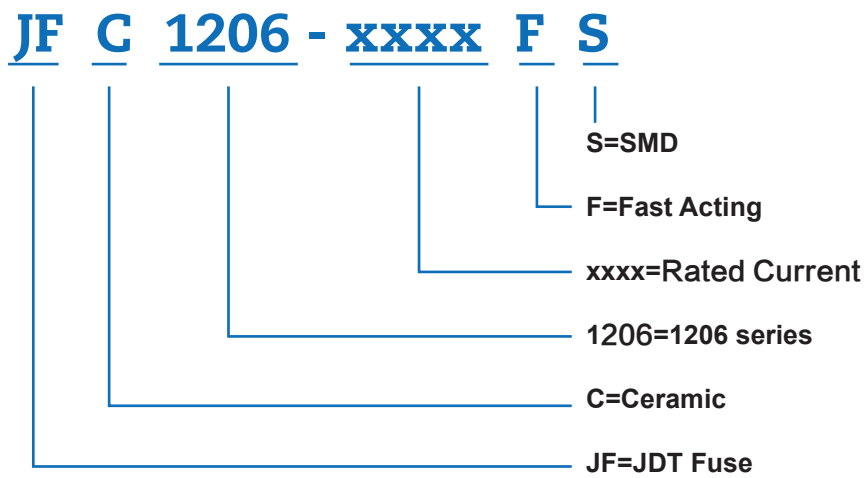 JF C 1206 - xxxx F S
S=SMD
F=Fast Acting
xxxx=Rated Current
1206=1206 series
C=Ceramic
JF=JDT Fuse